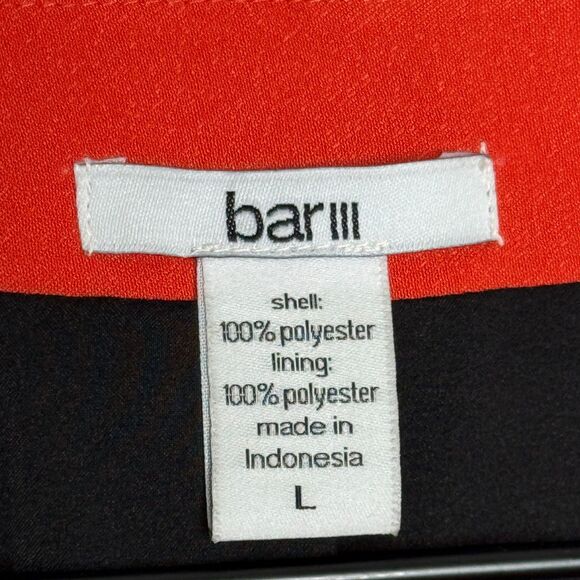 bar III
shell:
100% polyester
lining:
100% polyester
made in
Indonesia
L